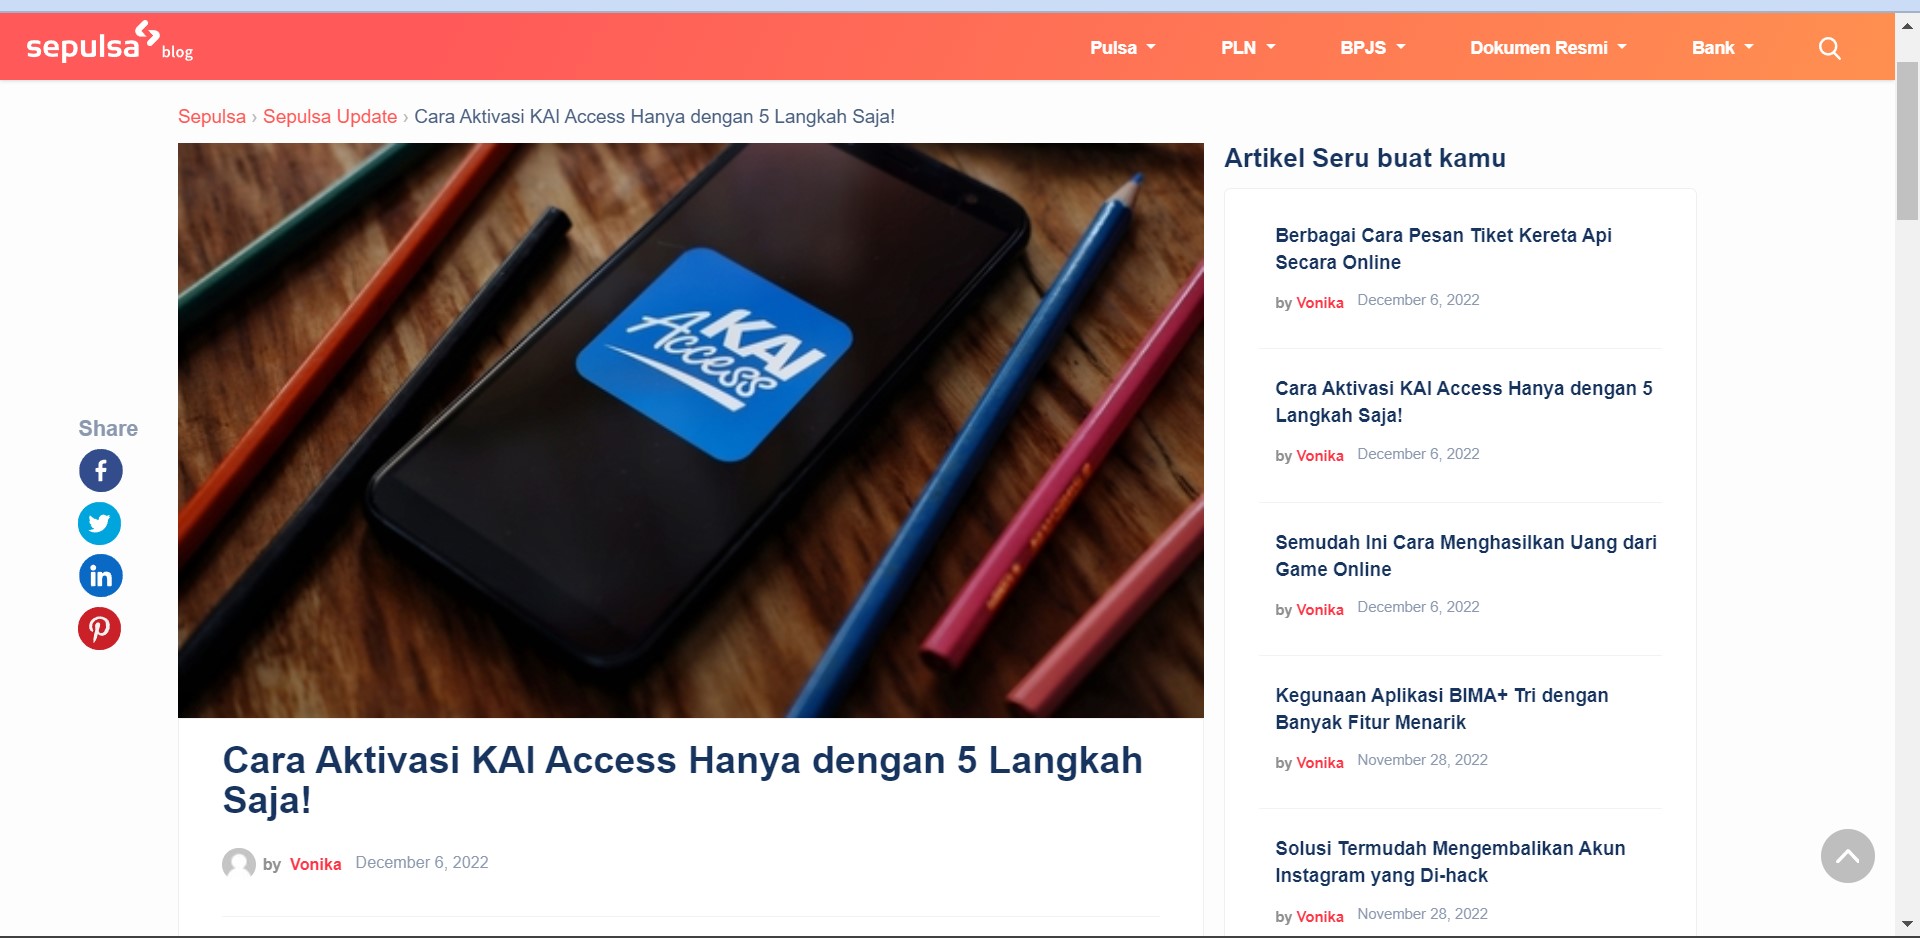 sepulsa blog
Pulsa
PLN
BPJS
Dokumen Resmi
Bank
Sepulsa › Sepulsa Update › Cara Aktivasi KAI Access Hanya dengan 5 Langkah Saja!
KAI
Access
Share
Cara Aktivasi KAI Access Hanya dengan 5 Langkah
Saja!
by Vonika December 6, 2022
Artikel Seru buat kamu
Berbagai Cara Pesan Tiket Kereta Api
Secara Online
by Vonika December 6, 2022
Cara Aktivasi KAI Access Hanya dengan 5
Langkah Saja!
by Vonika December 6, 2022
Semudah Ini Cara Menghasilkan Uang dari
Game Online
by Vonika December 6, 2022
Kegunaan Aplikasi BIMA+ Tri dengan
Banyak Fitur Menarik
by Vonika November 28, 2022
Solusi Termudah Mengembalikan Akun
Instagram yang Di-hack
by Vonika November 28, 2022